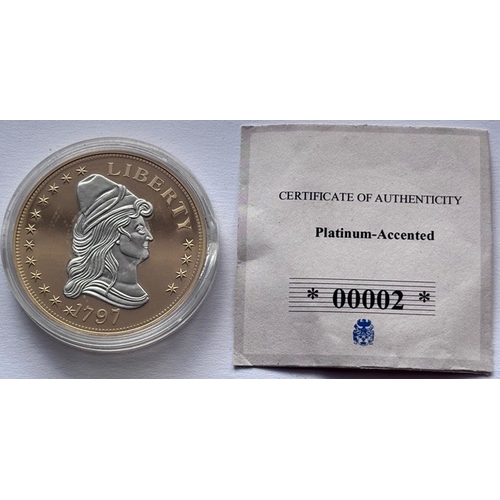 LIBERTY
1797
CERTIFICATE OF AUTHENTICITY
Platinum-Accented
* 00002 *